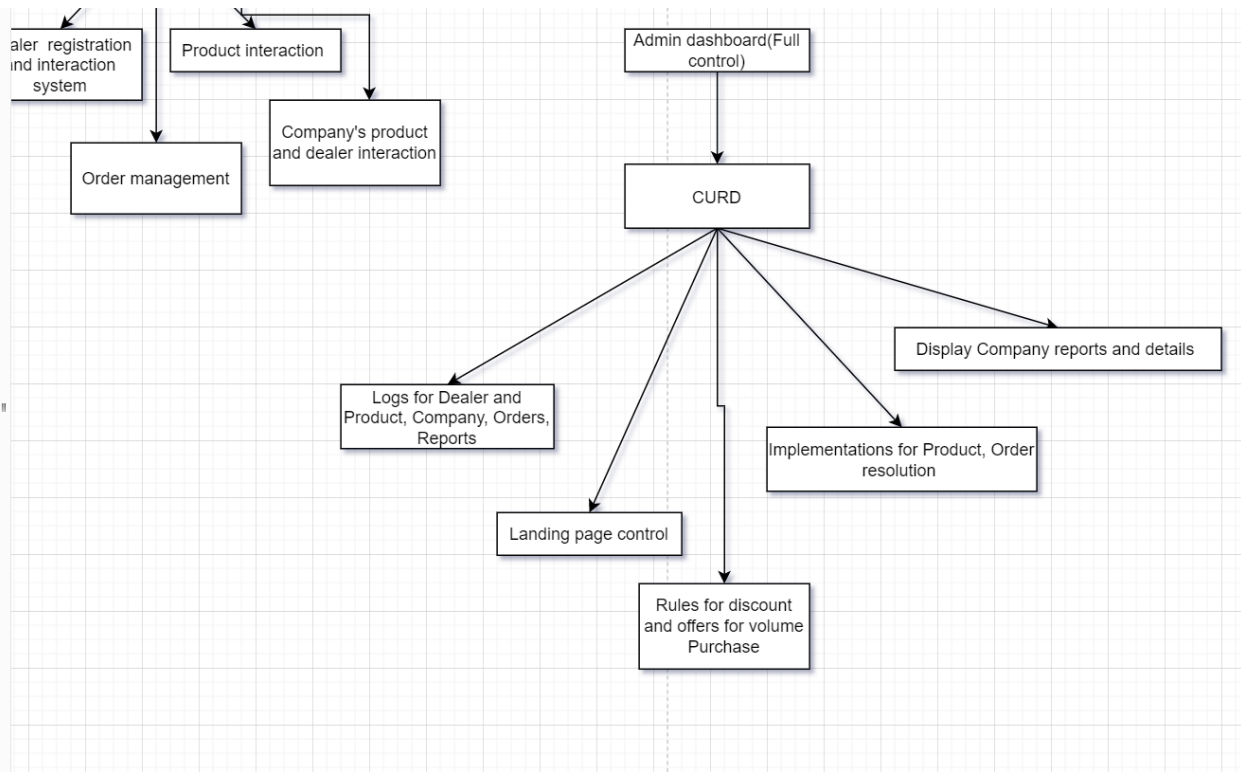 aler registration
and interaction
system
Product interaction
Company's product
and dealer interaction
Order management
Admin dashboard(Full
control)
CURD
Display Company reports and details
Logs for Dealer and
Product, Company, Orders,
Reports
Implementations for Product, Order
resolution
Landing page control
Rules for discount
and offers for volume
Purchase